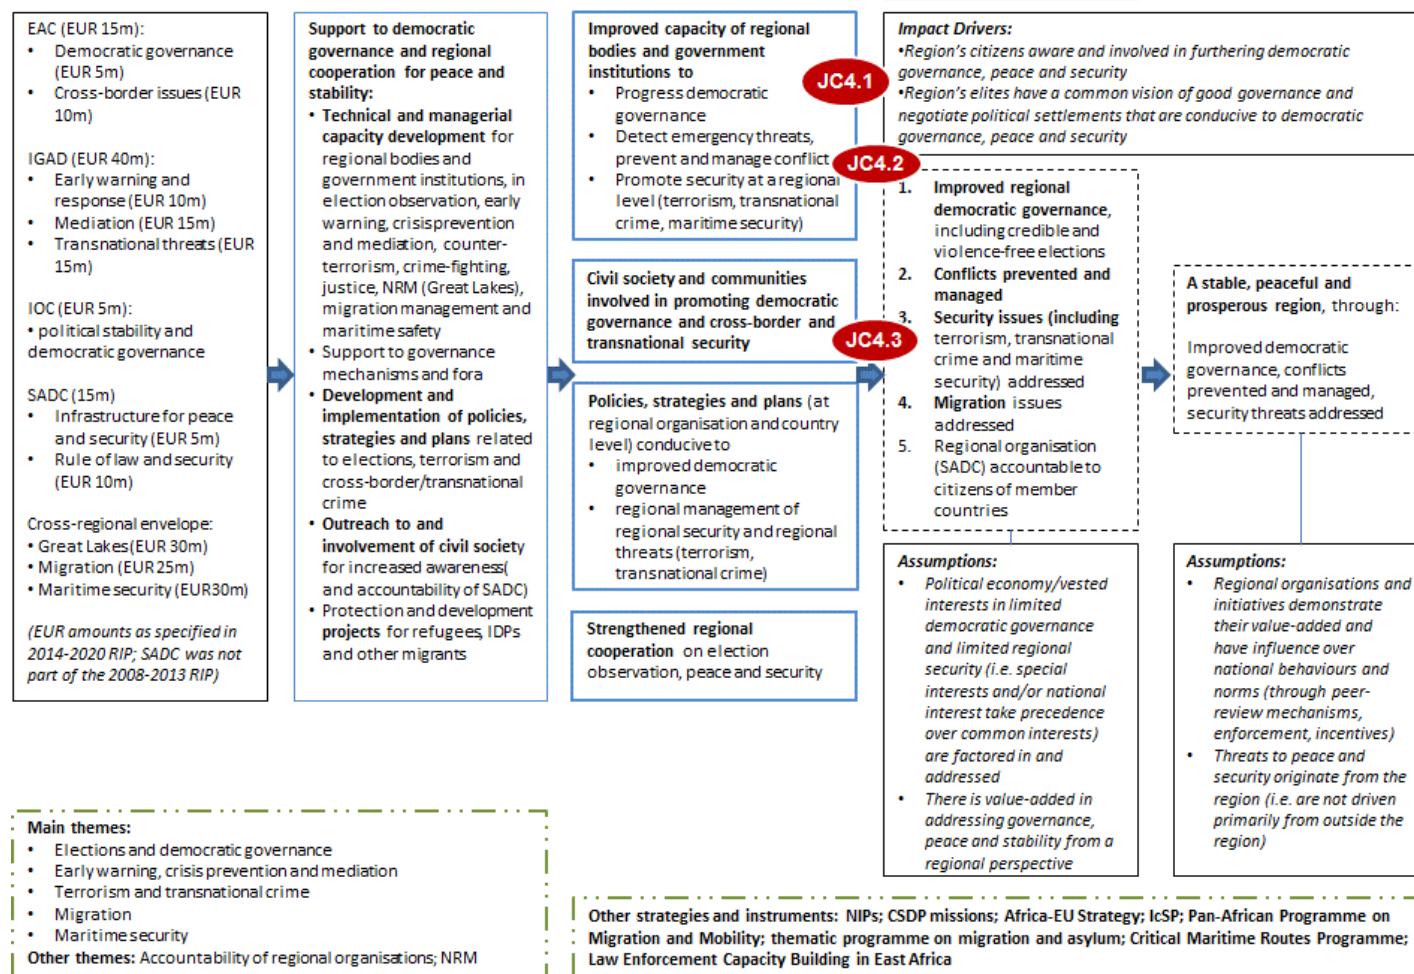 EAC (EUR 15m):
• Democratic governance
(EUR 5m)
• Cross-border issues (EUR
10m)
IGAD (EUR 40m):
• Early warning and
response (EUR 10m)
• Mediation (EUR 15m)
• Transnational threats (EUR
15m)
IOC (EUR 5m):
• political stability and
democratic governance
SADC (15m)
• Infrastructure for peace
and security (EUR 5m)
• Rule of law and security
(EUR 10m)
Cross-regional envelope:
• Great Lakes (EUR 30m)
• Migration (EUR 25m)
• Maritime security (EUR30m)
(EUR amounts as specified in
2014-2020 RIP; SADC was not
part of the 2008-2013 RIP)
Support to democratic
governance and regional
cooperation for peace and
stability:
• Technical and managerial
capacity development for
regional bodies and
government institutions, in
election observation, early
warning, crisis prevention
and mediation, counter-
terrorism, crime-fighting,
justice, NRM (Great Lakes),
migration management and
maritime safety
• Support to governance
mechanisms and fora
• Development and
implementation of policies,
strategies and plans related
to elections, terrorism and
cross-border/transnational
crime
• Outreach to and
involvement of civil society
for increased awareness(
and accountability of SADC)
• Protection and development
projects for refugees, IDPs
and other migrants
Improved capacity of regional
bodies and government
institutions to
• Progress democratic
governance
• Detect emergency threats,
prevent and manage conflict
• Promote security at a regional
level (terrorism, transnational
crime, maritime security)
Civil society and communities
involved in promoting democratic
governance and cross-border and
transnational security
Policies, strategies and plans (at
regional organisation and country
level) conducive to
• improved democratic
governance
• regional management of
regional security and regional
threats (terrorism,
transnational crime)
Strengthened regional
cooperation on election
observation, peace and security
JC4.1
JC4.2
JC4.3
Impact Drivers:
•Region's citizens aware and involved in furthering democratic
governance, peace and security
•Region's elites have a common vision of good governance and
negotiate political settlements that are conducive to democratic
governance, peace and security
1. Improved regional
democratic governance,
including credible and
violence-free elections
2. Conflicts prevented and
managed
3. Security issues (including
terrorism, transnational
crime and maritime
security) addressed
4. Migration issues
addressed
5. Regional organisation
(SADC) accountable to
citizens of member
countries
A stable, peaceful and
prosperous region, through:
Improved democratic
governance, conflicts
prevented and managed,
security threats addressed
Assumptions:
• Political economy/vested
interests in limited
democratic governance
and limited regional
security (i.e. special
interests and/or national
interest take precedence
over common interests)
are factored in and
addressed
• There is value-added in
addressing governance,
peace and stability from a
regional perspective
Assumptions:
• Regional organisations and
initiatives demonstrate
their value-added and
have influence over
national behaviours and
norms (through peer-
review mechanisms,
enforcement, incentives)
• Threats to peace and
security originate from the
region (i.e. are not driven
primarily from outside the
region)
Main themes:
• Elections and democratic governance
• Early warning, crisis prevention and mediation
• Terrorism and transnational crime
• Migration
• Maritime security
Other themes: Accountability of regional organisations; NRM
Other strategies and instruments: NIPs; CSDP missions; Africa-EU Strategy; IcSP; Pan-African Programme on
Migration and Mobility; thematic programme on migration and asylum; Critical Maritime Routes Programme;
Law Enforcement Capacity Building in East Africa